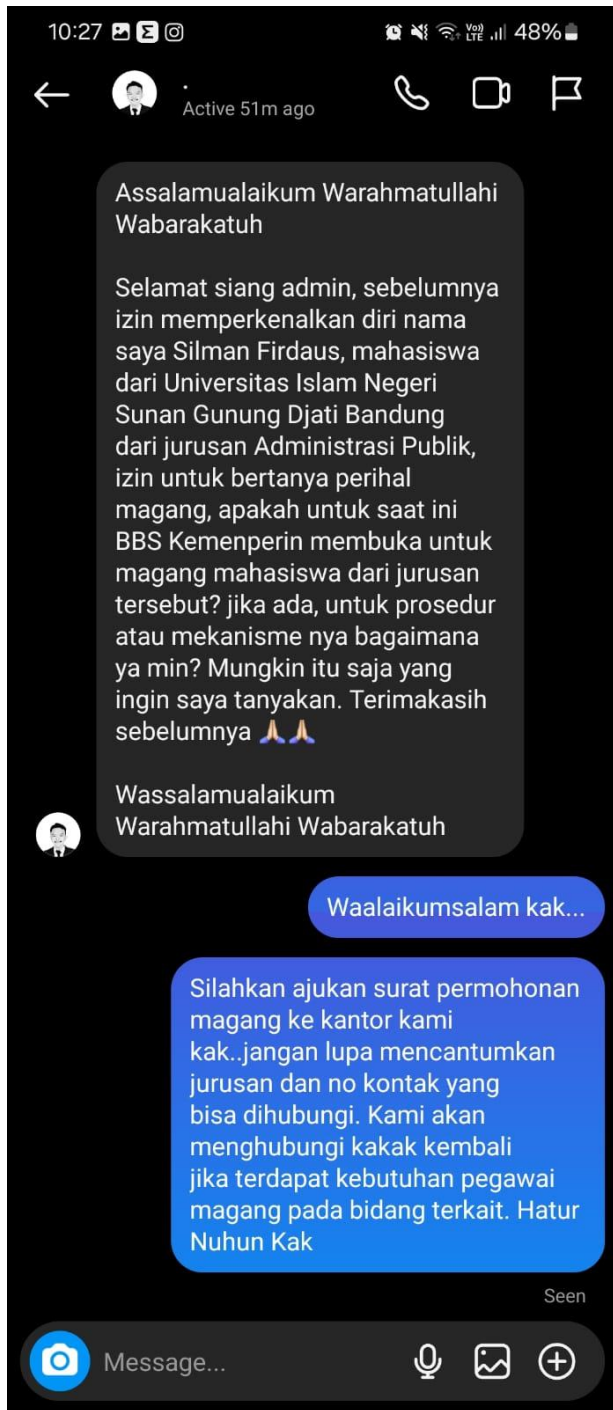 10:27
48%
.
Active 51m ago
Assalamualaikum Warahmatullahi
Wabarakatuh
Selamat siang admin, sebelumnya
izin memperkenalkan diri nama
saya Silman Firdaus, mahasiswa
dari Universitas Islam Negeri
Sunan Gunung Djati Bandung
dari jurusan Administrasi Publik,
izin untuk bertanya perihal
magang, apakah untuk saat ini
BBS Kemenperin membuka untuk
magang mahasiswa dari jurusan
tersebut? jika ada, untuk prosedur
atau mekanisme nya bagaimana
ya min? Mungkin itu saja yang
ingin saya tanyakan. Terimakasih
sebelumnya 🙏🙏
Wassalamualaikum
Warahmatullahi Wabarakatuh
Waalaikumsalam kak...
Silahkan ajukan surat permohonan
magang ke kantor kami
kak..jangan lupa mencantumkan
jurusan dan no kontak yang
bisa dihubungi. Kami akan
menghubungi kakak kembali
jika terdapat kebutuhan pegawai
magang pada bidang terkait. Hatur
Nuhun Kak
Seen
Message...